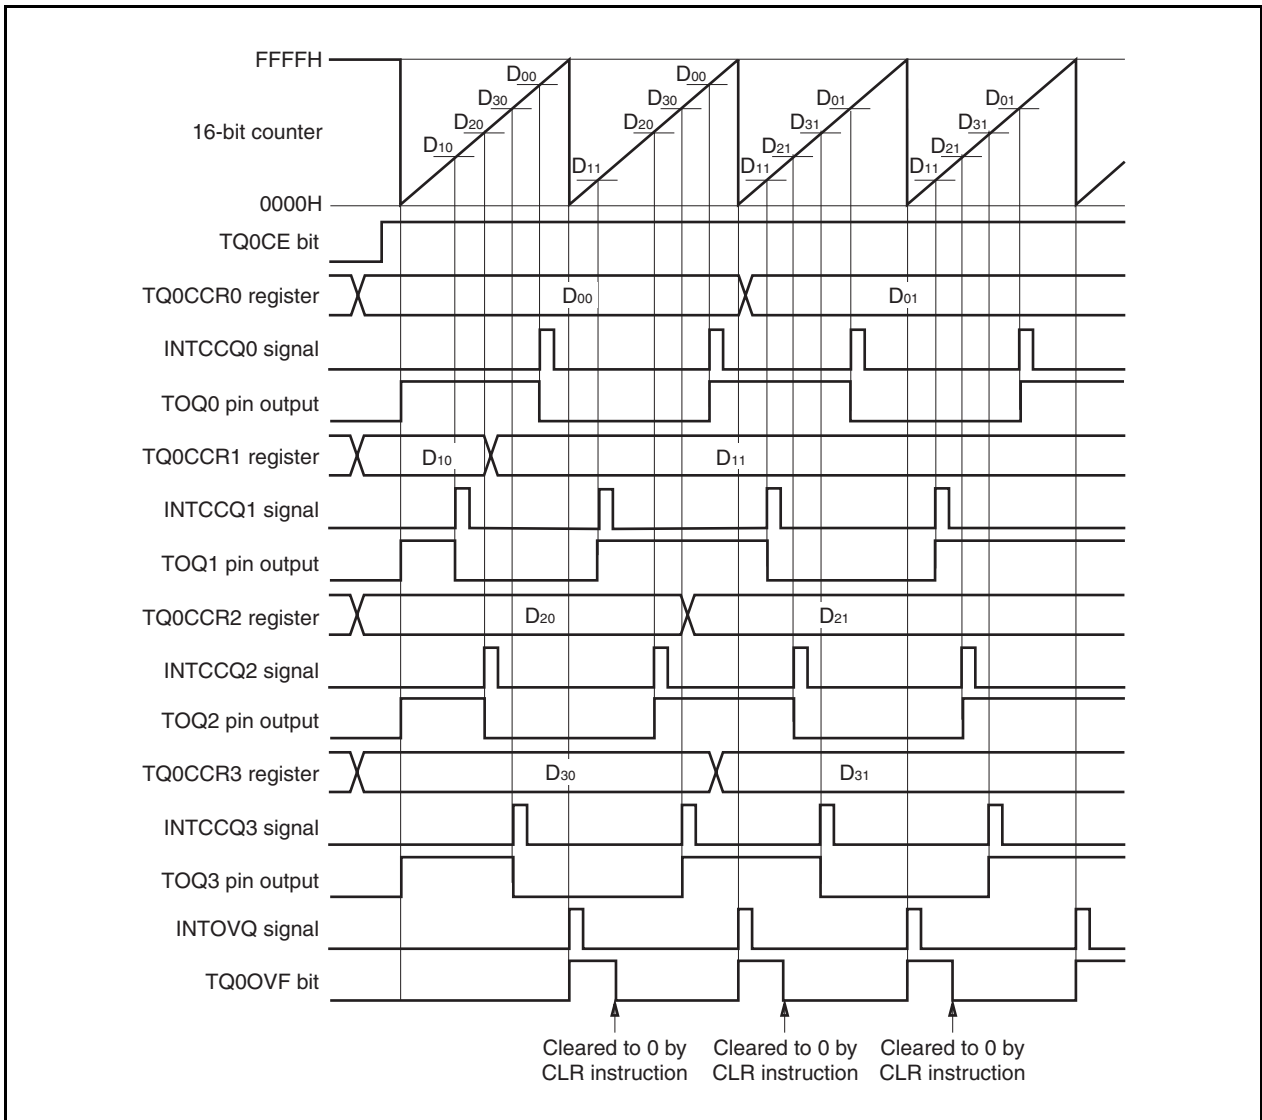 FFFFH
D00 D00
D30 D30 D01 D01
D20 D20 D31 D31
16-bit counter
D10 D21 D21
D11 D11 D11
0000H
TQ0CE bit
TQ0CCR0 register D00 D01
INTCCQ0 signal
TOQ0 pin output
TQ0CCR1 register D10 D11
INTCCQ1 signal
TOQ1 pin output
TQ0CCR2 register D20 D21
INTCCQ2 signal
TOQ2 pin output
TQ0CCR3 register D30 D31
INTCCQ3 signal
TOQ3 pin output
INTOVQ signal
TQ0OVF bit
Cleared to 0 by
CLR instruction
Cleared to 0 by
CLR instruction
Cleared to 0 by
CLR instruction